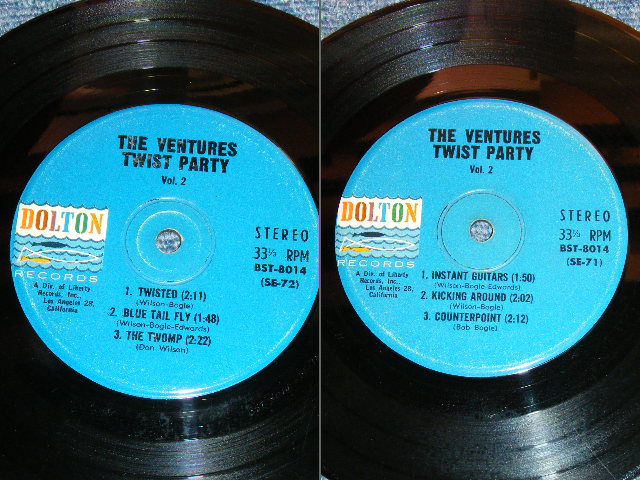 THE VENTURES
TWIST PARTY
Vol. 2
DOLTON
RECORDS
A Div. of Liberty
Records, Inc.,
Los Angeles 28,
California
STEREO
33⅓ RPM
BST-8014
(SE-72)
1. TWISTED (2:11)
(Wilson-Bogle)
2. BLUE TAIL FLY (1:48)
(Wilson-Bogle-Edwards)
3. THE TWOMP (2:22)
(Don Wilson)
THE VENTURES
TWIST PARTY
Vol. 2
DOLTON
RECORDS
A Div. of Liberty
Records, Inc.,
Los Angeles 28,
California
STEREO
33⅓ RPM
BST-8014
(SE-71)
1. INSTANT GUITARS (1:50)
(Wilson-Bogle-Edwards)
2. KICKING AROUND (2:02)
(Wilson-Bogle)
3. COUNTERPOINT (2:12)
(Bob Bogle)